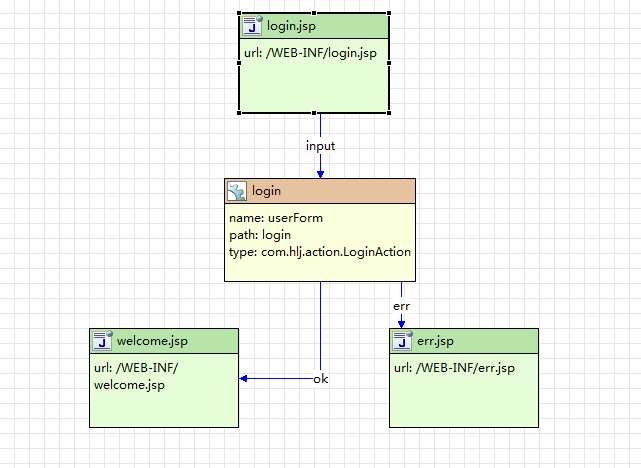 login.jsp
url: /WEB-INF/login.jsp
input
login
name: userForm
path: login
type: com.hlj.action.LoginAction
err
welcome.jsp
url: /WEB-INF/
welcome.jsp
ok
err.jsp
url: /WEB-INF/err.jsp